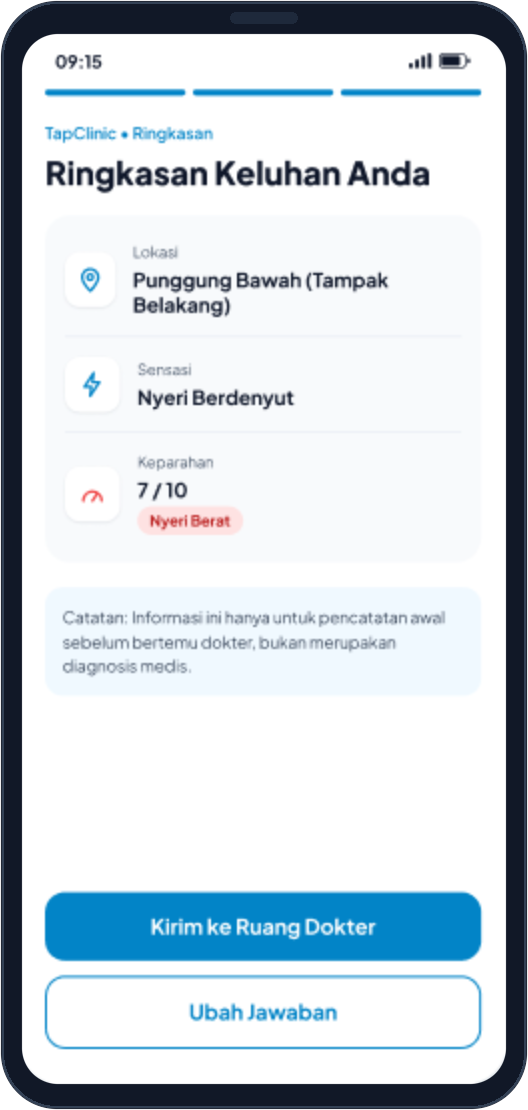 09:15
TapClinic • Ringkasan
Ringkasan Keluhan Anda
Lokasi
Punggung Bawah (Tampak
Belakang)
Sensasi
Nyeri Berdenyut
Keparahan
7 / 10
Nyeri Berat
Catatan: Informasi ini hanya untuk pencatatan awal
sebelum bertemu dokter, bukan merupakan
diagnosis medis.
Kirim ke Ruang Dokter
Ubah Jawaban